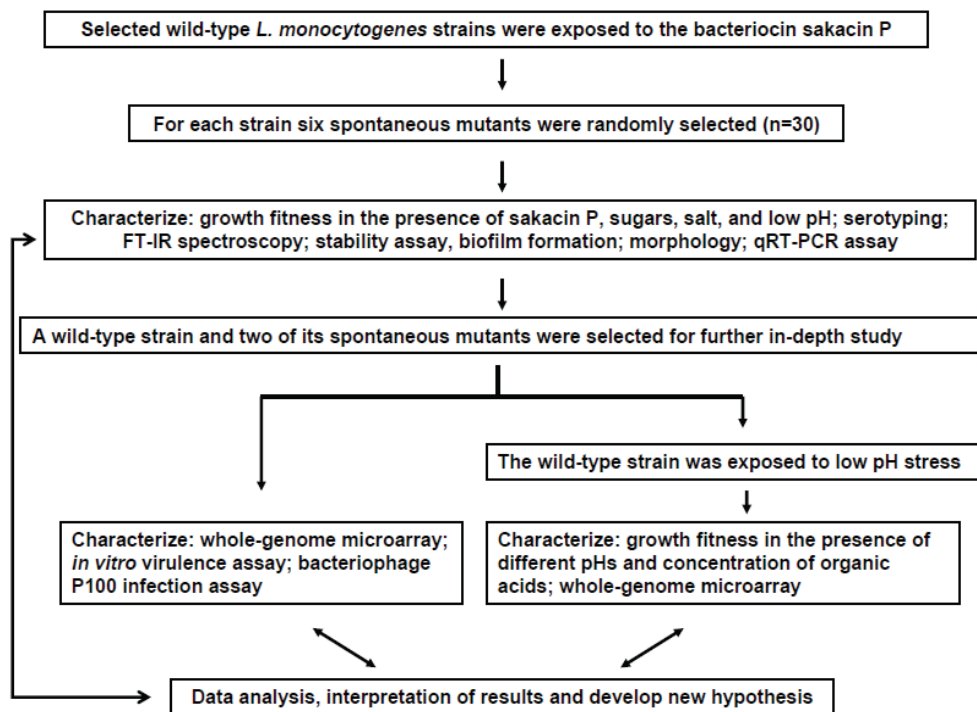 Selected wild-type L. monocytogenes strains were exposed to the bacteriocin sakacin P
For each strain six spontaneous mutants were randomly selected (n=30)
Characterize: growth fitness in the presence of sakacin P, sugars, salt, and low pH; serotyping;
FT-IR spectroscopy; stability assay, biofilm formation; morphology; qRT-PCR assay
A wild-type strain and two of its spontaneous mutants were selected for further in-depth study
The wild-type strain was exposed to low pH stress
Characterize: whole-genome microarray;
in vitro virulence assay; bacteriophage
P100 infection assay
Characterize: growth fitness in the presence of
different pHs and concentration of organic
acids; whole-genome microarray
Data analysis, interpretation of results and develop new hypothesis